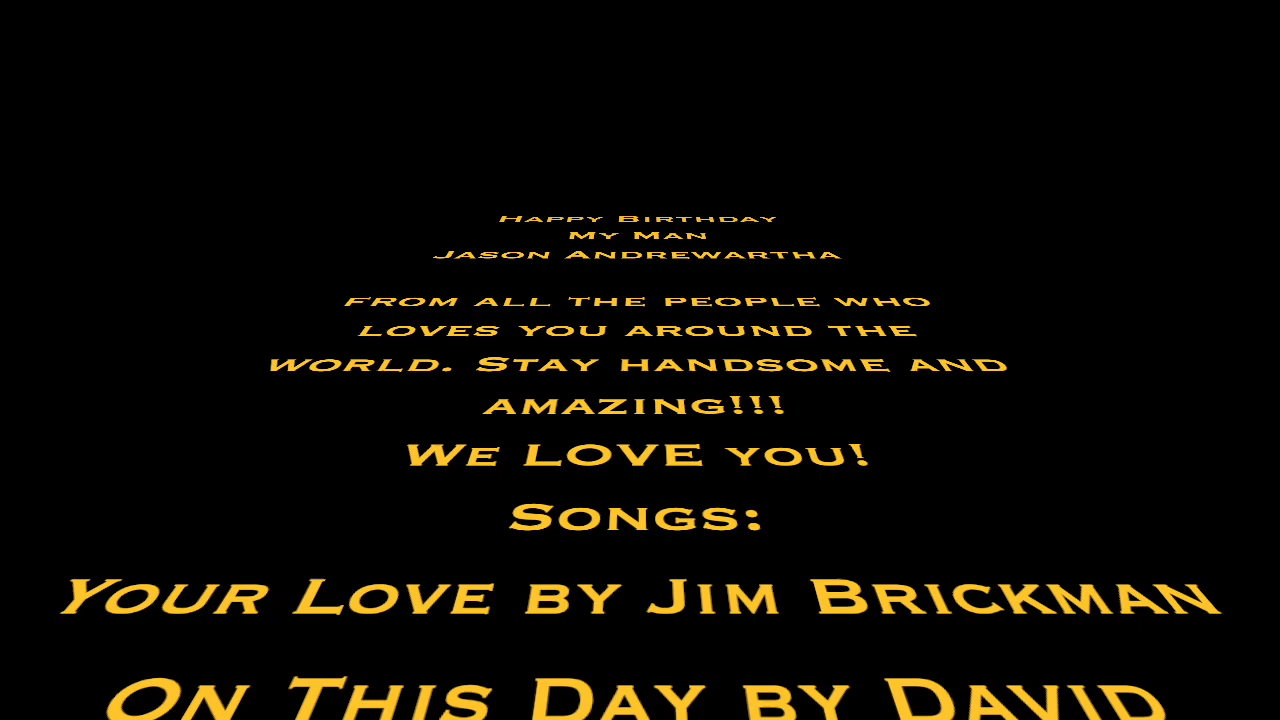 Happy Birthday
My Man
Jason Andrewartha
from all the people who
loves you around the
world. Stay handsome and
amazing!!!
We LOVE you!
Songs:
Your Love by Jim Brickman
On This Day by David